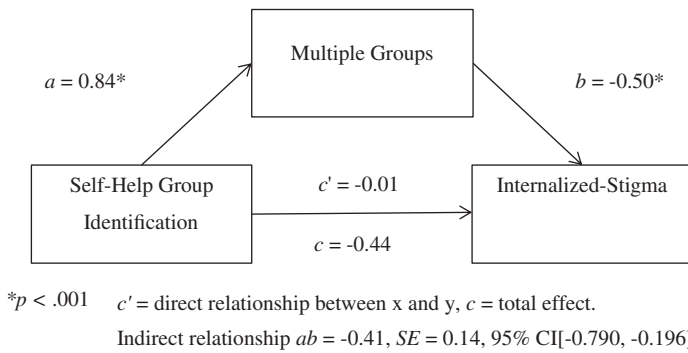 Multiple Groups
a = 0.84*
b = -0.50*
Self-Help Group
Identification
c' = -0.01
c = -0.44
Internalized-Stigma
*p < .001 c' = direct relationship between x and y, c = total effect.
Indirect relationship ab = -0.41, SE = 0.14, 95% CI[-0.790, -0.196]